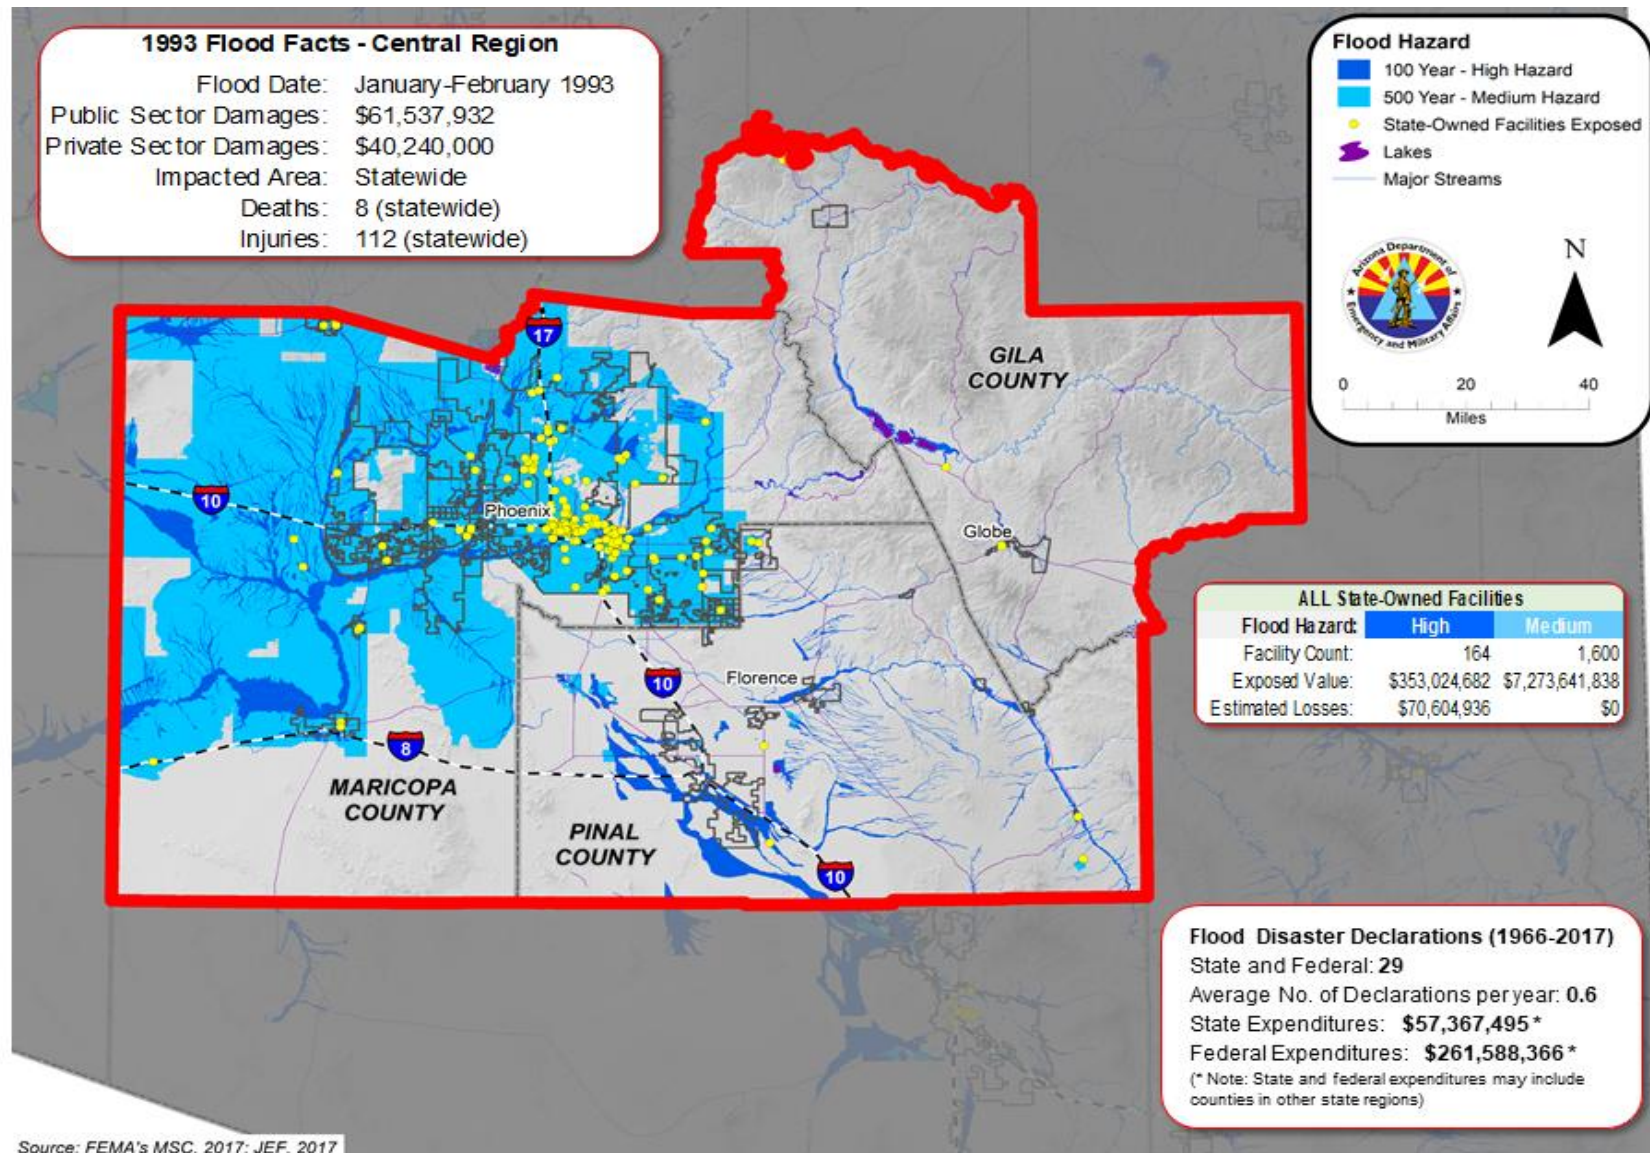 1993 Flood Facts - Central Region
Flood Date: January-February 1993
Public Sector Damages: $61,537,932
Private Sector Damages: $40,240,000
Impacted Area: Statewide
Deaths: 8 (statewide)
Injuries: 112 (statewide)
Flood Hazard
100 Year - High Hazard
500 Year - Medium Hazard
State-Owned Facilities Exposed
Lakes
Major Streams
Arizona Department of
Emergency and Military Affairs
N
0 20 40
Miles
17
GILA
COUNTY
10
Phoenix
Globe
10
Florence
8
MARICOPA
COUNTY
PINAL
COUNTY
10
ALL State-Owned Facilities
Flood Hazard: High Medium
Facility Count: 164 1,600
Exposed Value: $353,024,682 $7,273,641,838
Estimated Losses: $70,604,936 $0
Flood Disaster Declarations (1966-2017)
State and Federal: 29
Average No. of Declarations per year: 0.6
State Expenditures: $57,367,495*
Federal Expenditures: $261,588,366*
(* Note: State and federal expenditures may include
counties in other state regions)
Source: FEMA's MSC, 2017; JEF, 2017